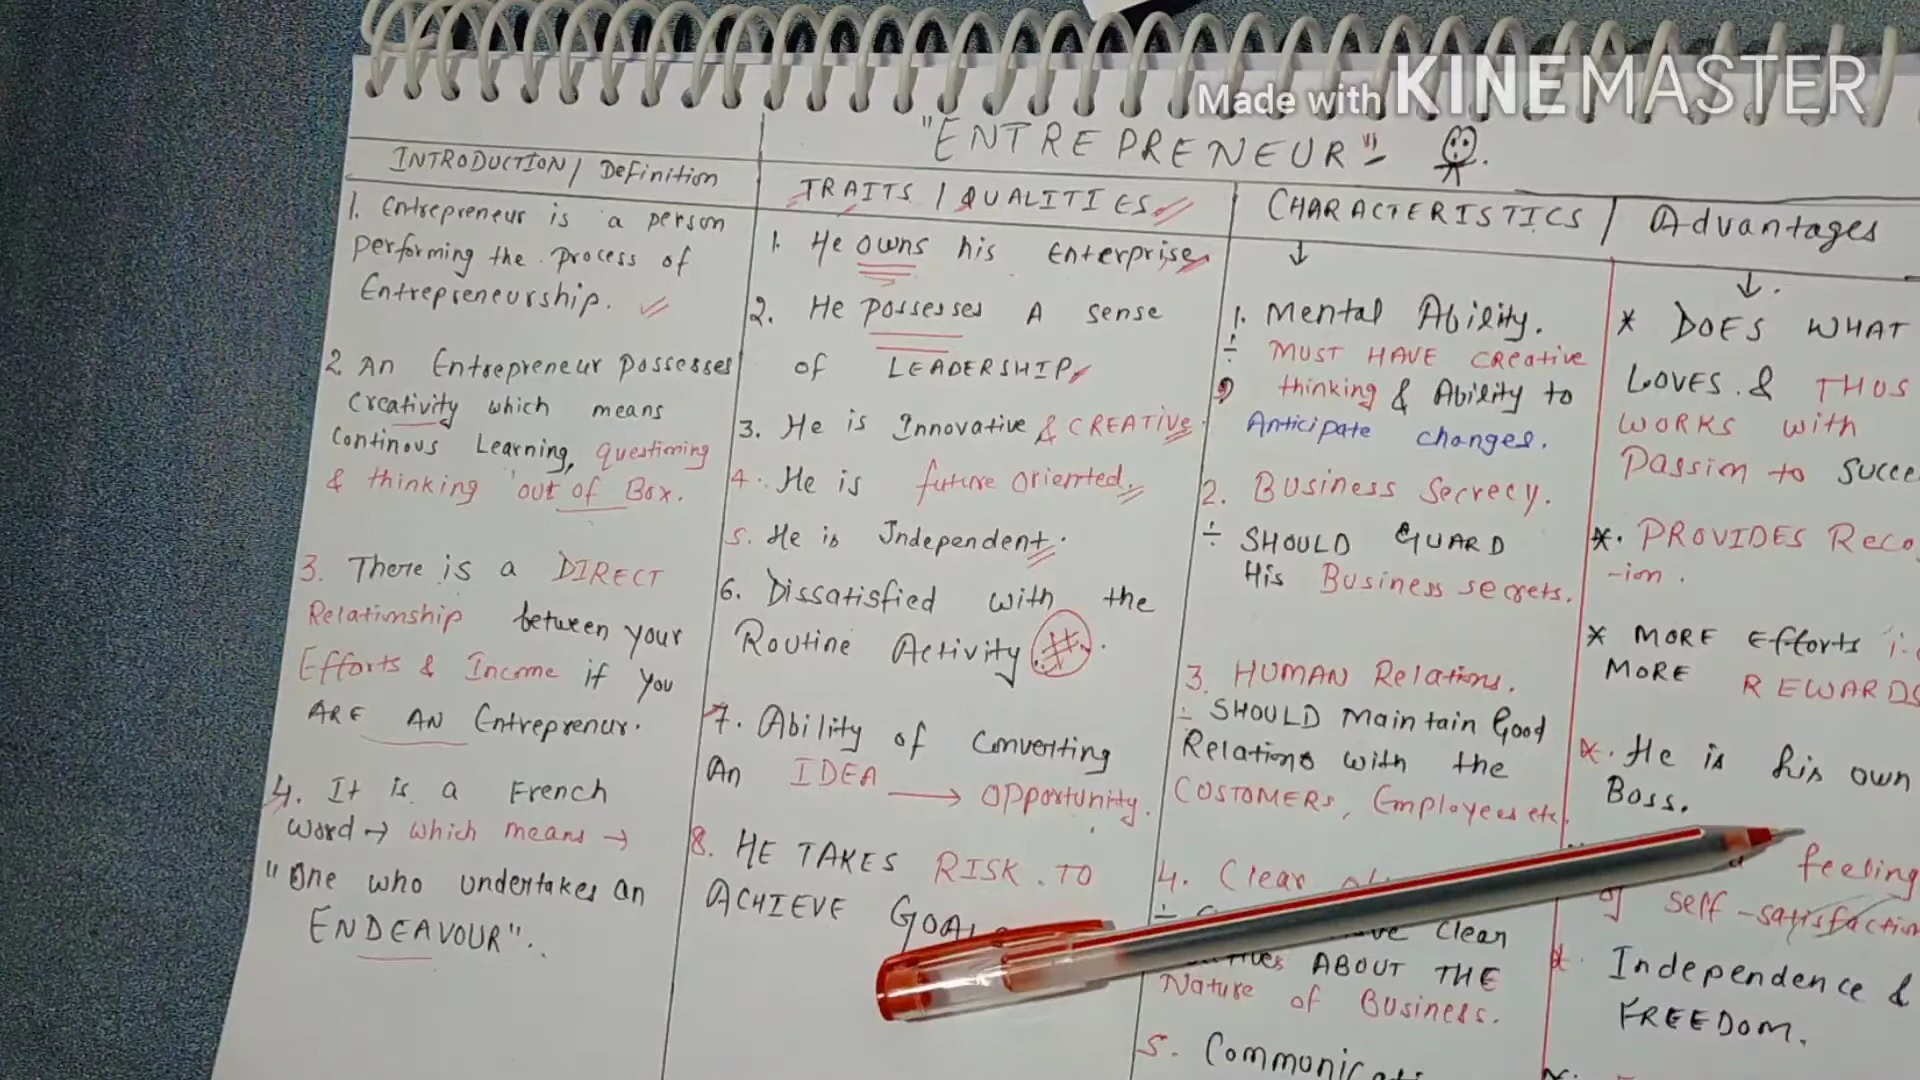 Made with KINEMASTER
"ENTREPRENEUR"
INTRODUCTION / Definition
1. Entrepreneur is a person
performing the process of
Entrepreneurship.
2 An Entrepreneur possesses
Creativity which means
Continous Learning, questioning
& thinking 'out of Box.
3. There is a DIRECT
Relationship between your
Efforts & Income if you
ARE AN Entreprenur.
4. It is a French
word → which means →
"One who undertakes an
ENDEAVOUR".
TRAITS / QUALITIES
1. He owns his Enterprise
2. He possesses A sense
of LEADERSHIP
3. He is Innovative & CREATIVE
4. He is future oriented.
5. He is Independent.
6. Dissatisfied with the
Routine Activity #.
7. Ability of Converting
An IDEA → opportunity.
8. HE TAKES RISK. TO
ACHIEVE
CHARACTERISTICS / Advantages
1. Mental Ability.
÷ MUST HAVE creative
thinking & Ability to
Anticipate changes.
2. Business Secrecy.
÷ SHOULD GUARD
His Business secrets.
3. HUMAN Relations.
÷ SHOULD Maintain Good
Relations with the
COSTOMERS, Employees etc.
4. Clear
clear
ABOUT THE
Nature of Business.
5.
* DOES WHAT
LOVES. & THUS
WORKS with
Passion to
*. PROVIDES
-ion.
* MORE Efforts
MORE REWARDS
*. He is his own
Boss.
feeling
of self-satisfaction
*. Independence &
FREEDOM.